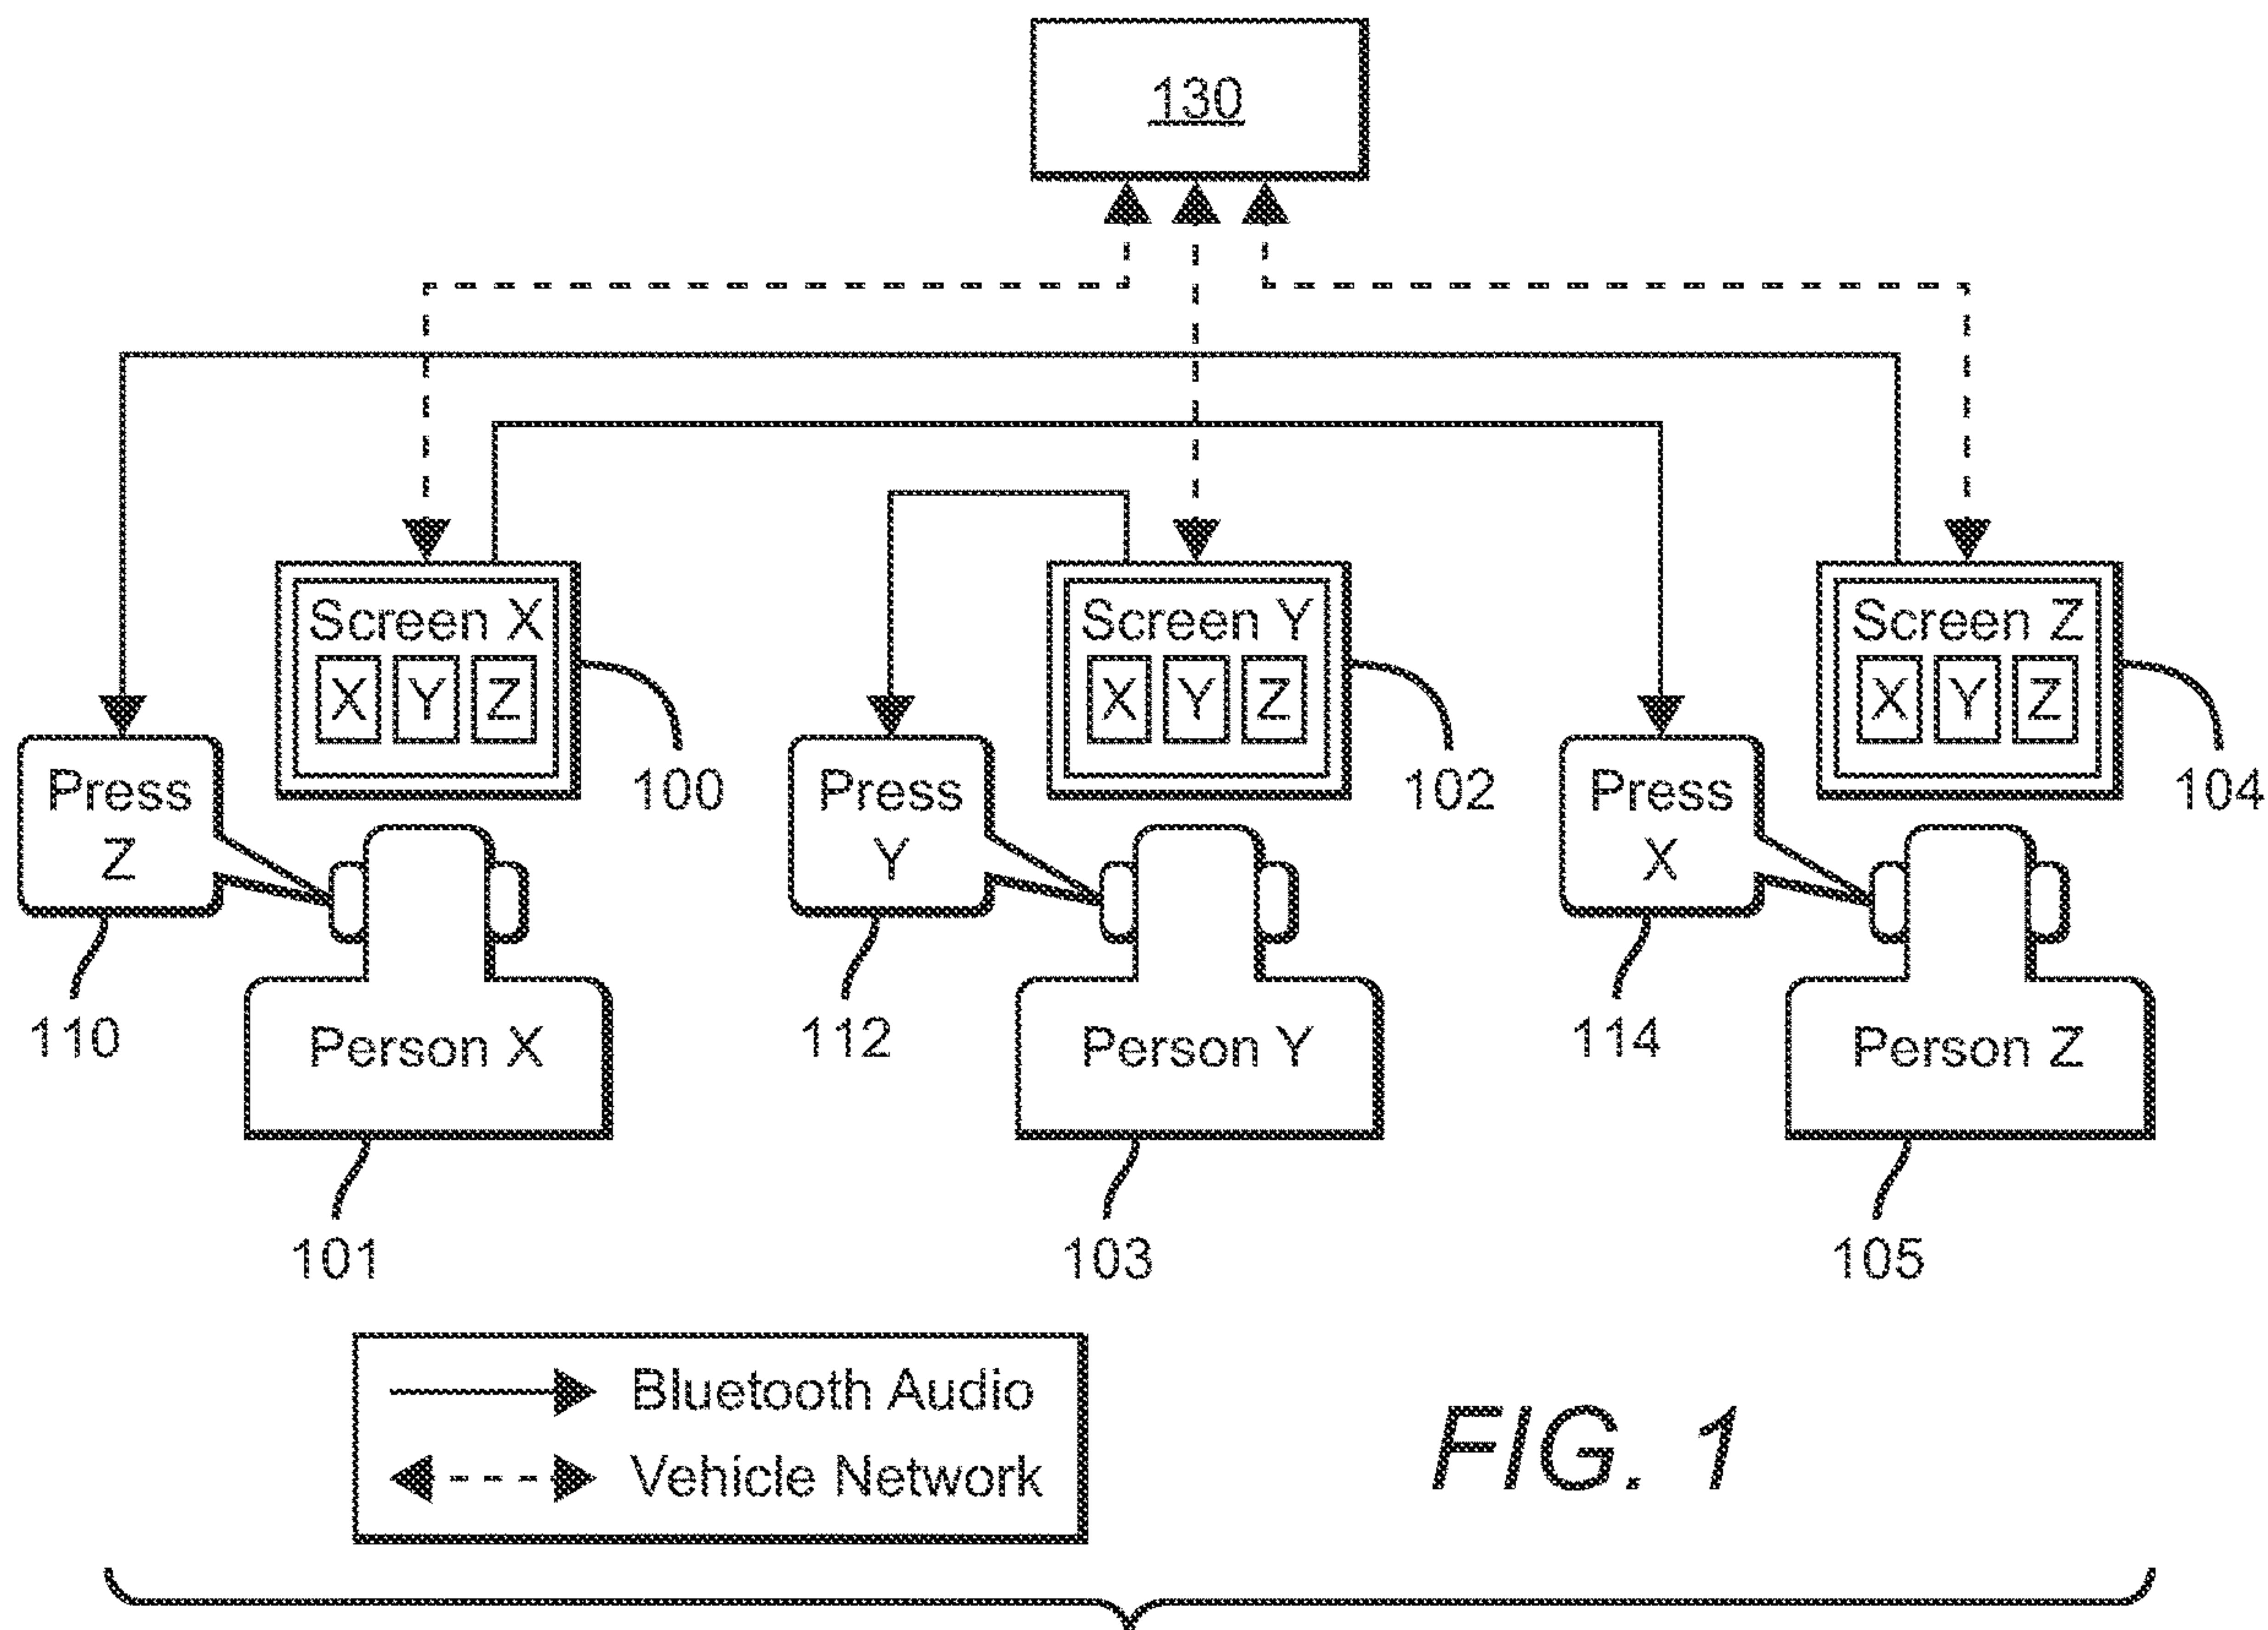 130
Screen X
X Y Z
100
Screen Y
X Y Z
102
Screen Z
X Y Z
104
Press
Z
110
Press
Y
112
Press
X
114
Person X
101
Person Y
103
Person Z
105
Bluetooth Audio
Vehicle Network
FIG. 1